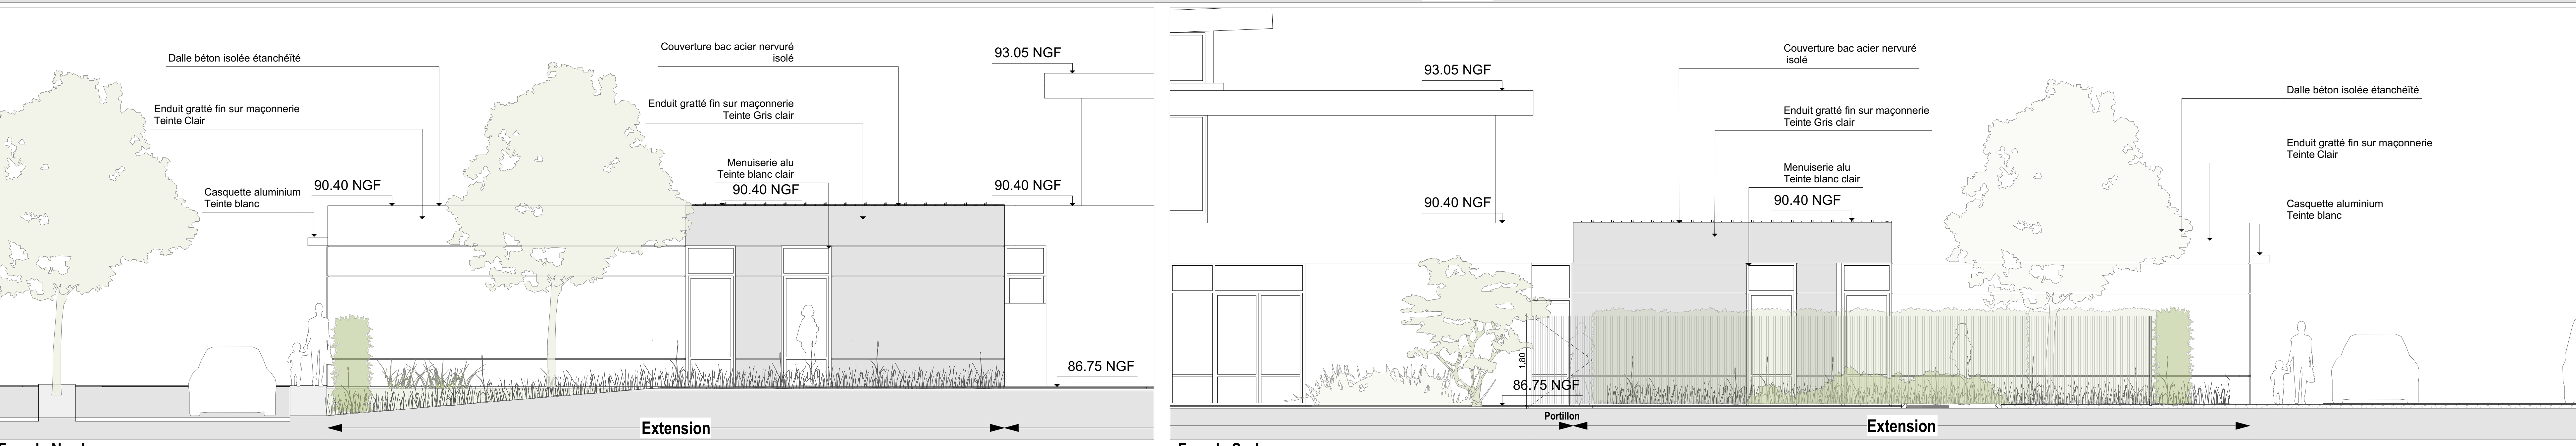 Dalle béton isolée étanchéïté
Enduit gratté fin sur maçonnerie
Teinte Clair
Casquette aluminium
Teinte blanc
90.40 NGF
Couverture bac acier nervuré
isolé
Enduit gratté fin sur maçonnerie
Teinte Gris clair
Menuiserie alu
Teinte blanc clair
90.40 NGF
93.05 NGF
90.40 NGF
86.75 NGF
Extension
93.05 NGF
90.40 NGF
Couverture bac acier nervuré
isolé
Enduit gratté fin sur maçonnerie
Teinte Gris clair
Menuiserie alu
Teinte blanc clair
90.40 NGF
Dalle béton isolée étanchéïté
Enduit gratté fin sur maçonnerie
Teinte Clair
Casquette aluminium
Teinte blanc
1,80
86.75 NGF
Portillon
Extension